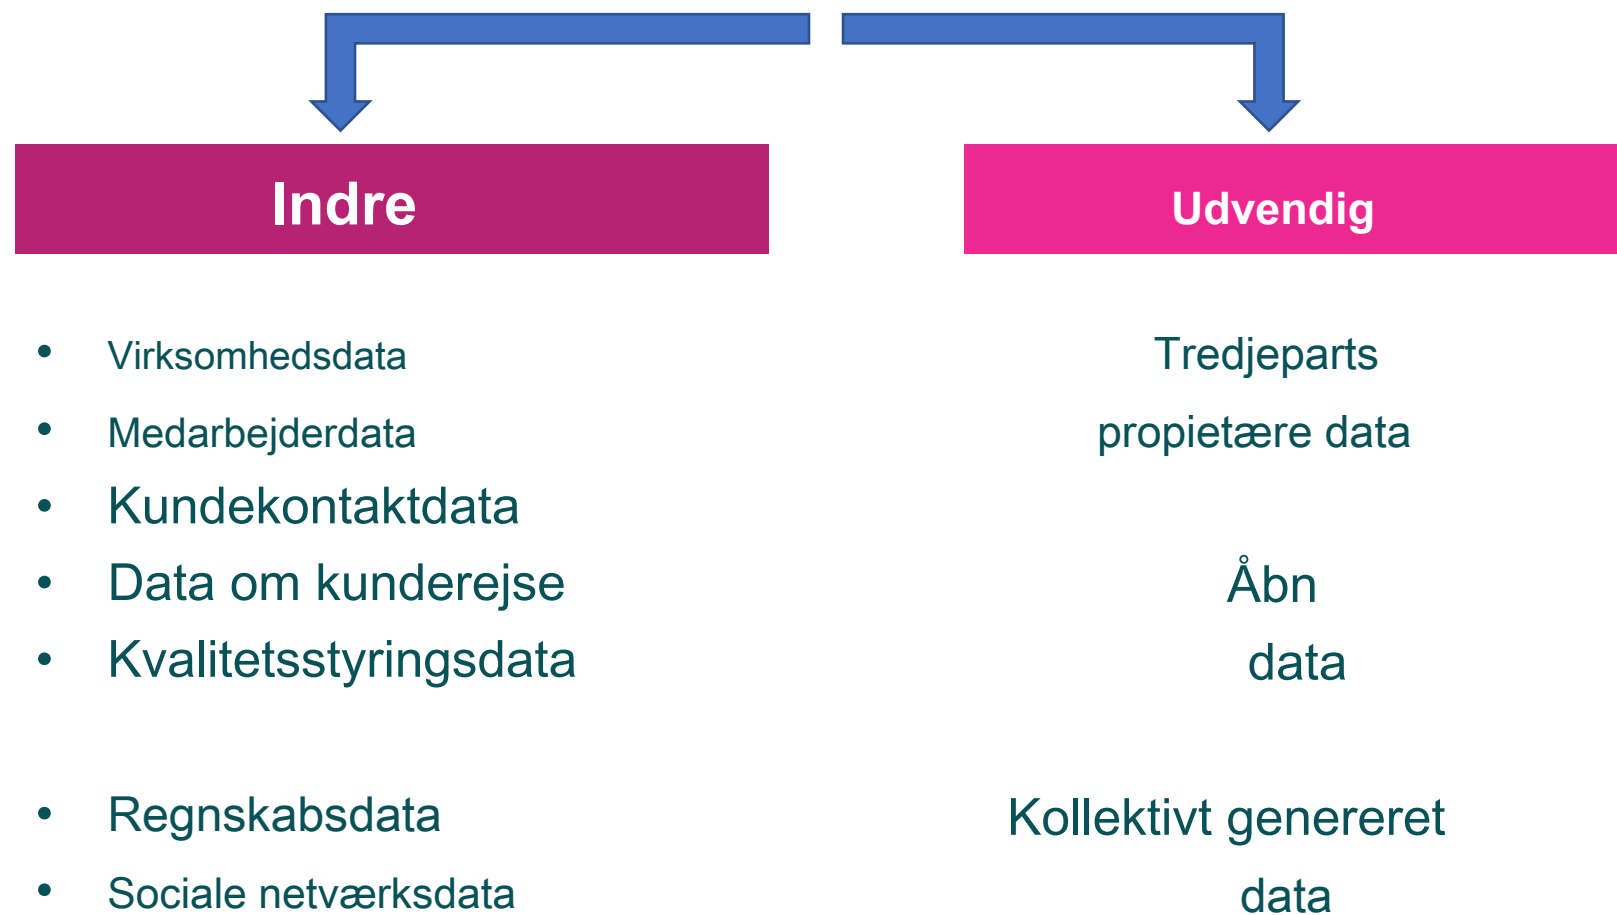 Indre
• Virksomhedsdata
• Medarbejderdata
• Kundekontaktdata
• Data om kunderejse
• Kvalitetsstyringsdata
• Regnskabsdata
• Sociale netværksdata
Udvendig
Tredjeparts
propietære data
Åbn
data
Kollektivt genereret
data